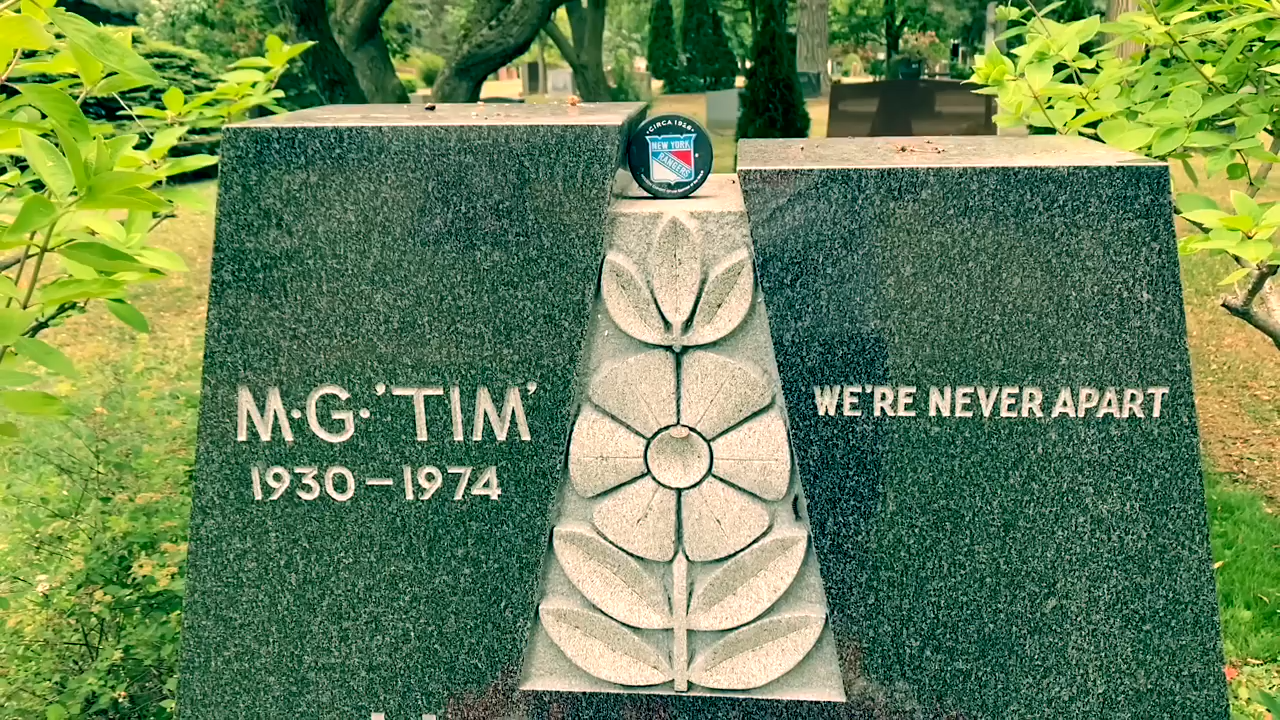 CIRCA 1926
NEW YORK
RANGERS
M·G·'TIM'
1930–1974
WE'RE NEVER APART